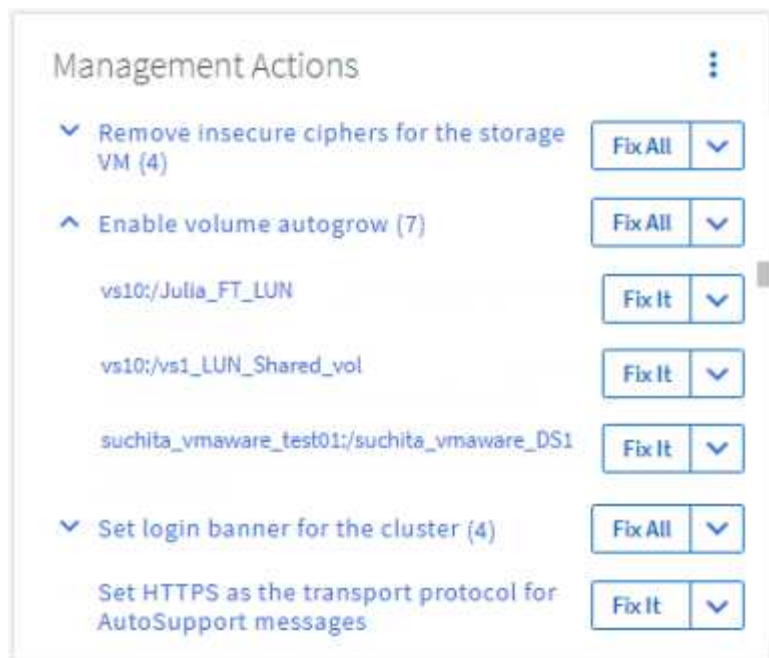 Management Actions
Remove insecure ciphers for the storage
VM (4)
Fix All
Enable volume autogrow (7)
Fix All
vs10:/Julia_FT_LUN
Fix It
vs10:/vs1_LUN_Shared_vol
Fix It
suchita_vmaware_test01:/suchita_vmaware_DS1
Fix It
Set login banner for the cluster (4)
Fix All
Set HTTPS as the transport protocol for
AutoSupport messages
Fix It